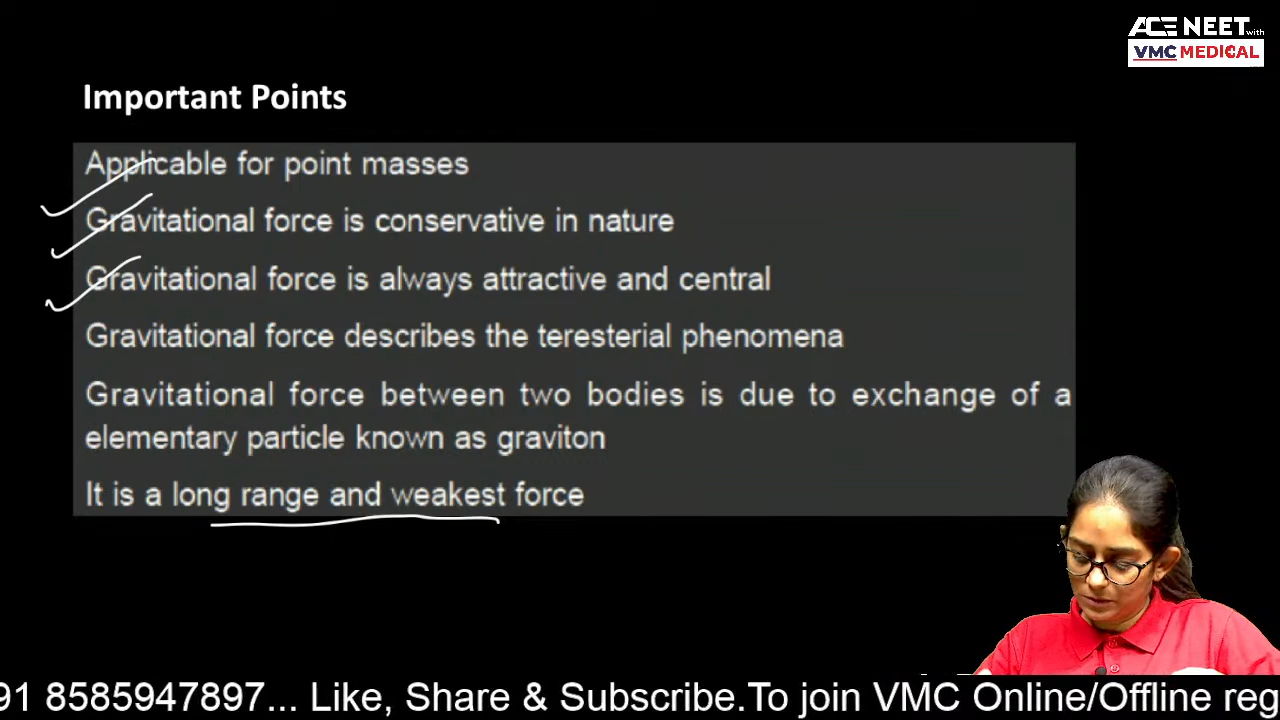 ACE NEET with
VMC MEDICAL
Important Points
Applicable for point masses
Gravitational force is conservative in nature
Gravitational force is always attractive and central
Gravitational force describes the teresterial phenomena
Gravitational force between two bodies is due to exchange of a
elementary particle known as graviton
It is a long range and weakest force
91 8585947897... Like, Share & Subscribe.To join VMC Online/Offline reg